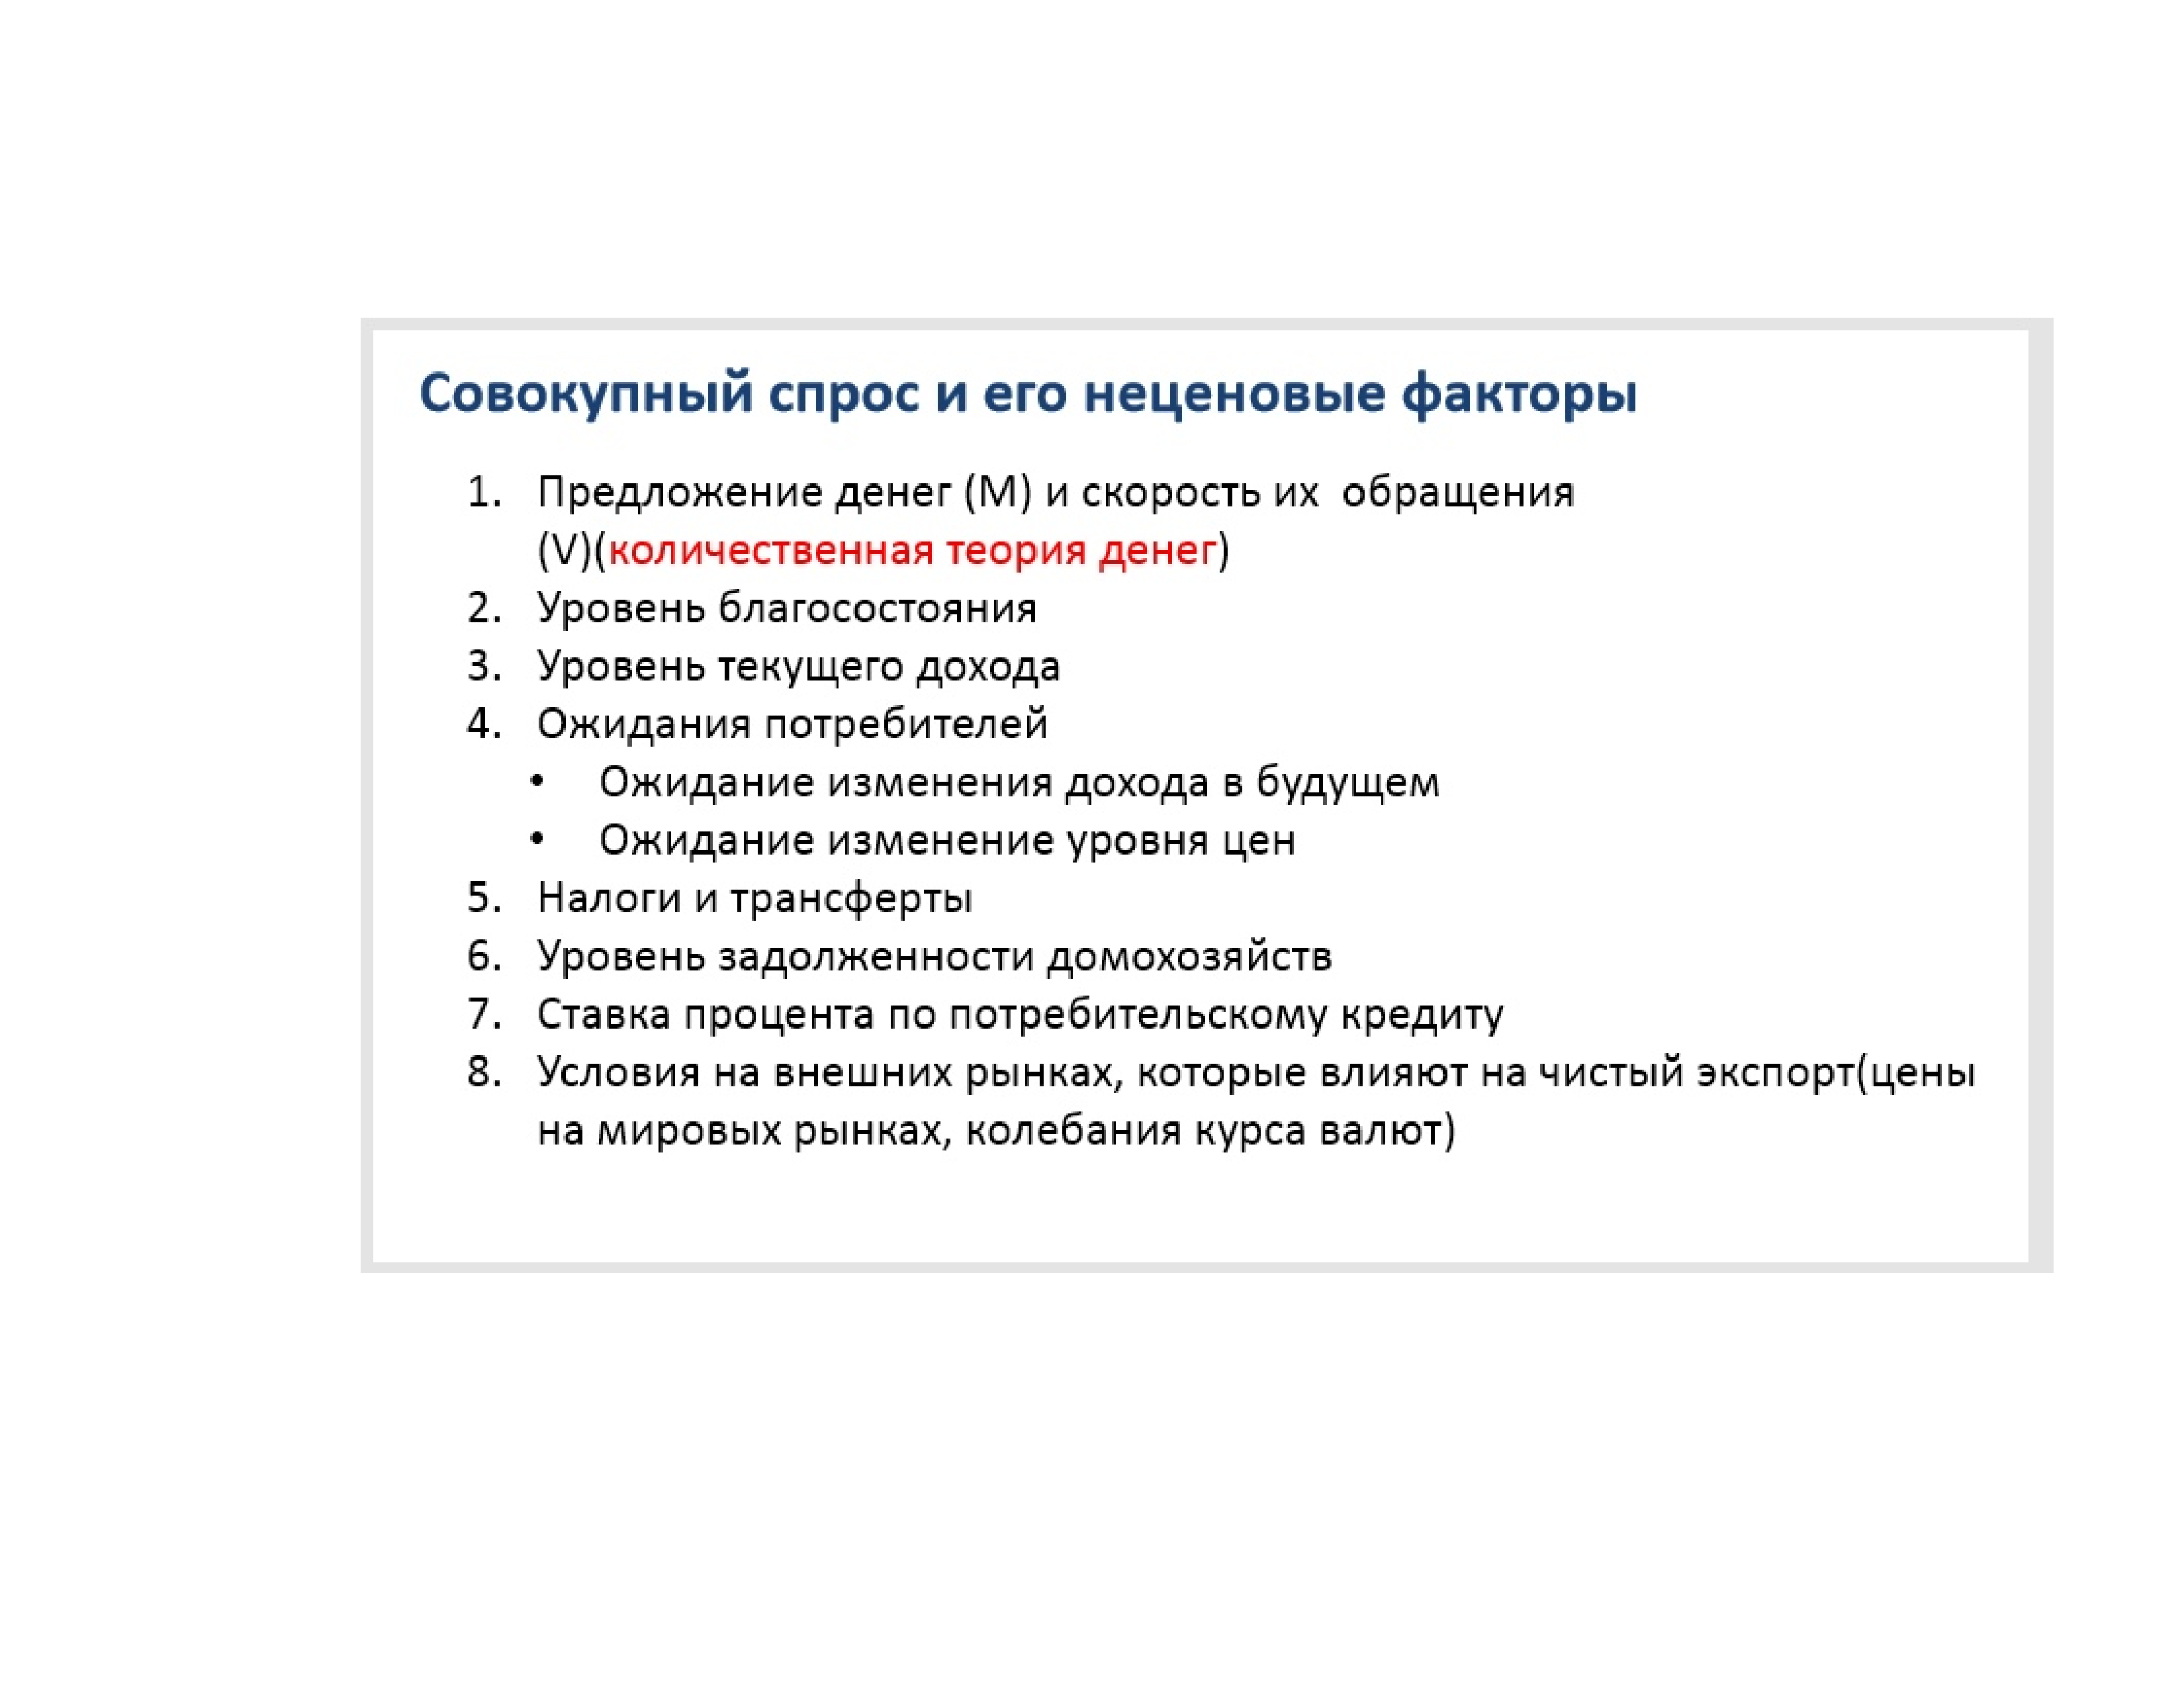 Совокупный спрос и его неценовые факторы
1. Предложение денег (M) и скорость их обращения
(V)(количественная теория денег)
2. Уровень благосостояния
3. Уровень текущего дохода
4. Ожидания потребителей
• Ожидание изменения дохода в будущем
• Ожидание изменение уровня цен
5. Налоги и трансферты
6. Уровень задолженности домохозяйств
7. Ставка процента по потребительскому кредиту
8. Условия на внешних рынках, которые влияют на чистый экспорт(цены
на мировых рынках, колебания курса валют)